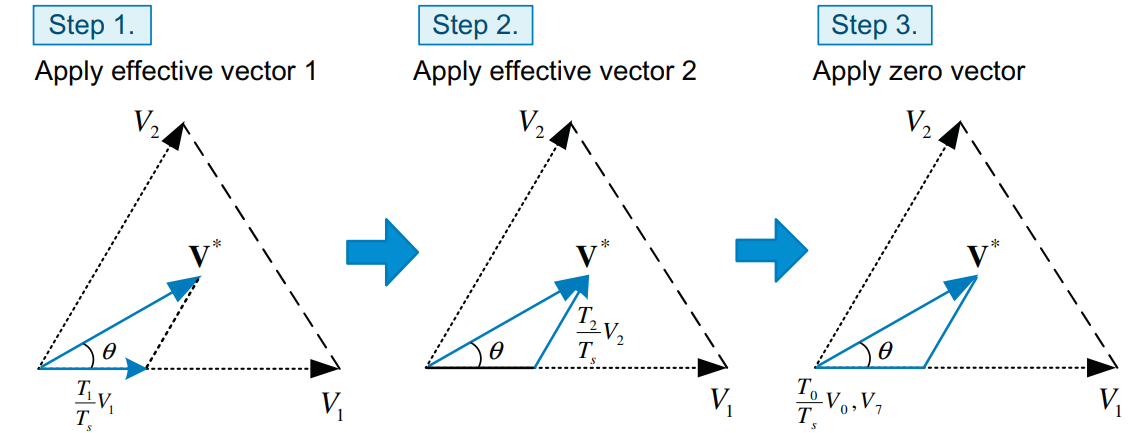 Step 1.
Apply effective vector 1
V₂
V*
θ
T₁/Tₛ V₁
V₁
Step 2.
Apply effective vector 2
V₂
V*
T₂/Tₛ V₂
θ
V₁
Step 3.
Apply zero vector
V₂
V*
θ
T₀/Tₛ V₀, V₇
V₁